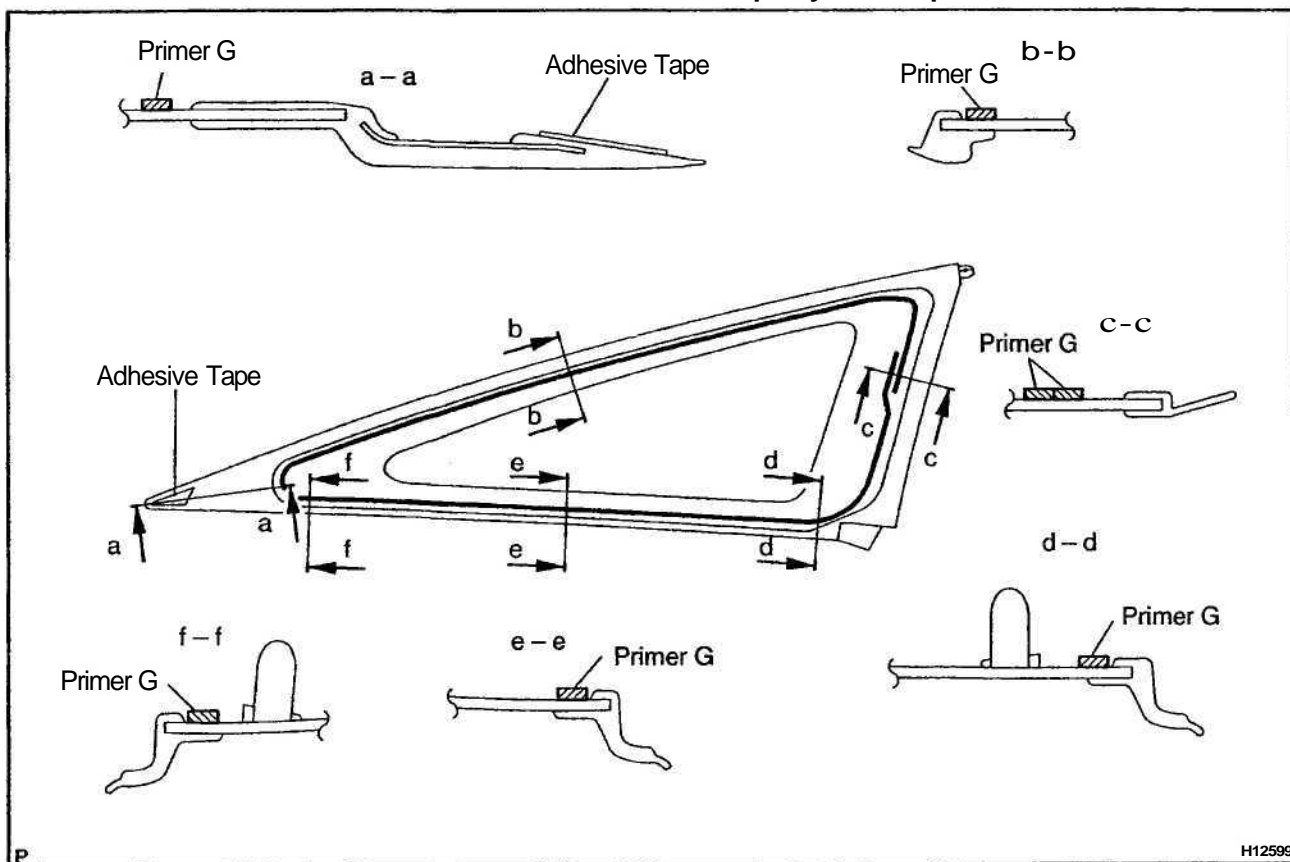 Primer G
a – a
Adhesive Tape
b-b
Primer G
c-c
Primer G
Adhesive Tape
b
b
c
c
f
e
d
a
a
f
e
d
d – d
Primer G
f – f
Primer G
e – e
Primer G
P
H12599